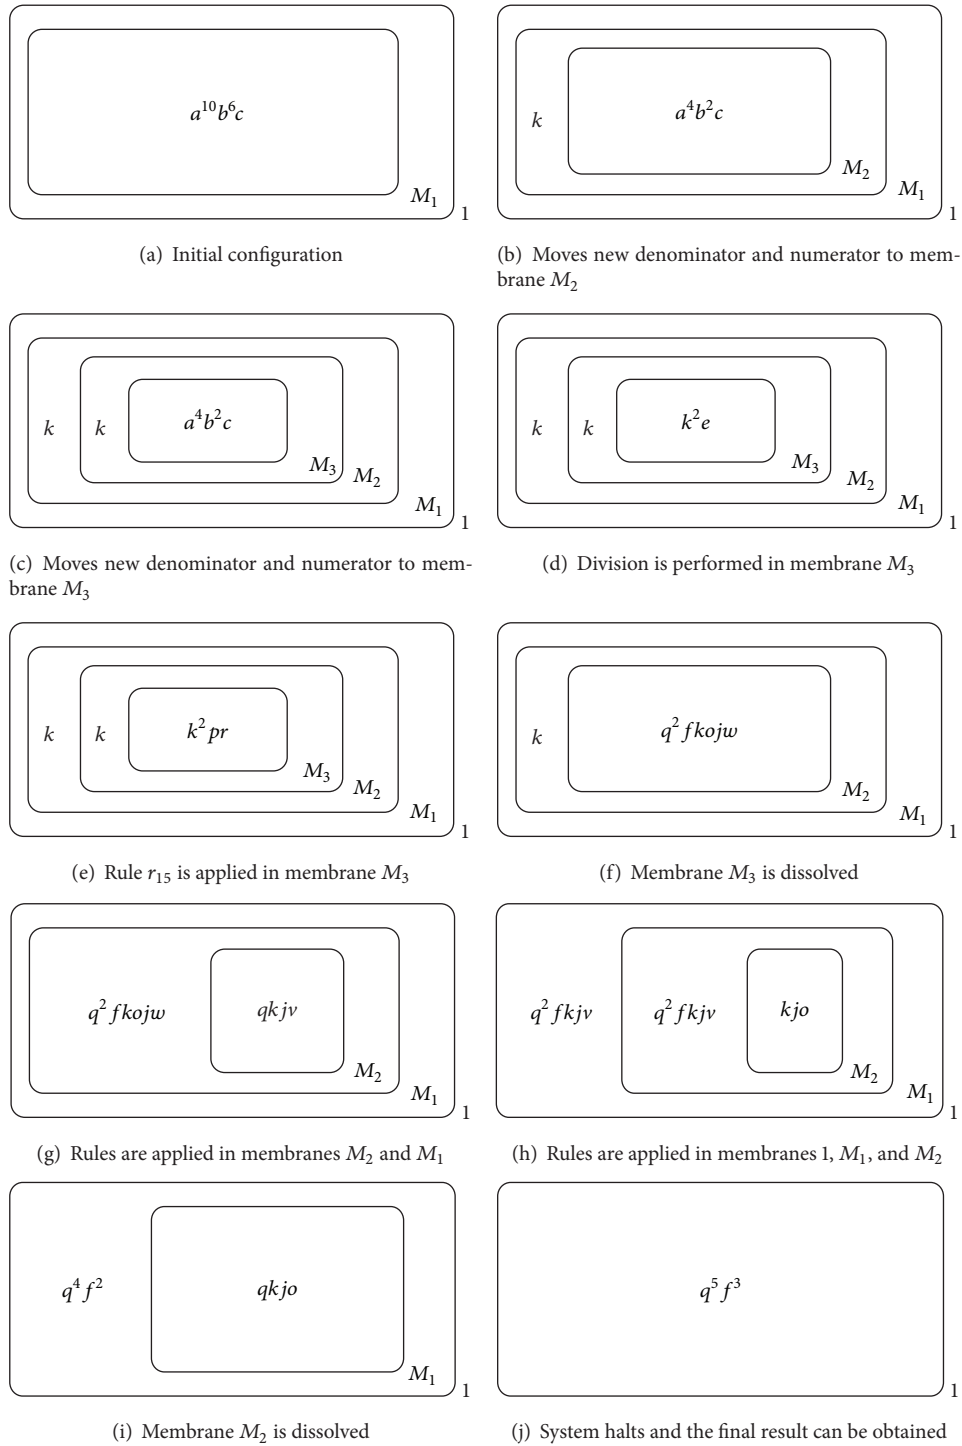 a¹⁰b⁶c
M₁
1
(a) Initial configuration
k
a⁴b²c
M₂
M₁
1
(b) Moves new denominator and numerator to mem-
brane M₂
k
k
a⁴b²c
M₃
M₂
M₁
1
(c) Moves new denominator and numerator to mem-
brane M₃
k
k
k²e
M₃
M₂
M₁
1
(d) Division is performed in membrane M₃
k
k
k²pr
M₃
M₂
M₁
1
(e) Rule r₁₅ is applied in membrane M₃
k
q²fkojw
M₂
M₁
1
(f) Membrane M₃ is dissolved
q²fkojw
qkjv
M₂
M₁
1
(g) Rules are applied in membranes M₂ and M₁
q²fkjv
q²fkjv
kjo
M₂
M₁
1
(h) Rules are applied in membranes 1, M₁, and M₂
q⁴f²
qkjo
M₁
1
(i) Membrane M₂ is dissolved
q⁵f³
1
(j) System halts and the final result can be obtained